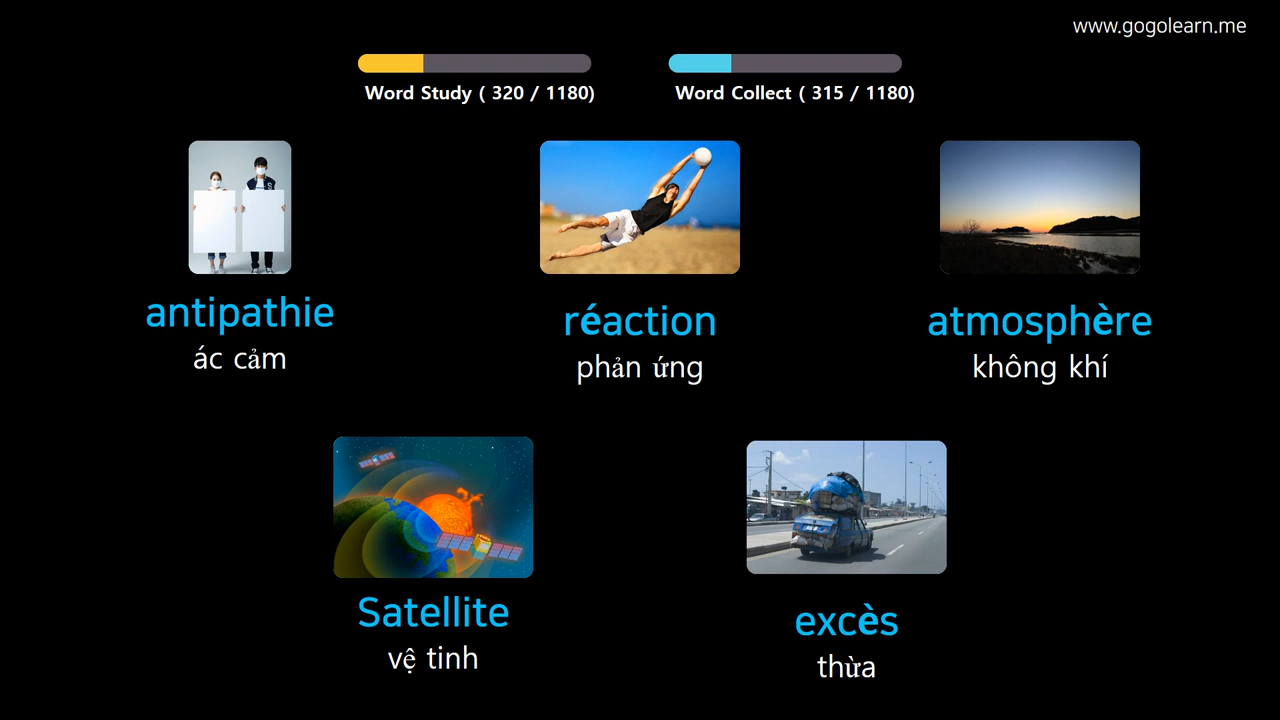 www.gogolearn.me
Word Study ( 320 / 1180)
Word Collect ( 315 / 1180)
antipathie
ác cảm
réaction
phản ứng
atmosphère
không khí
Satellite
vệ tinh
excès
thừa